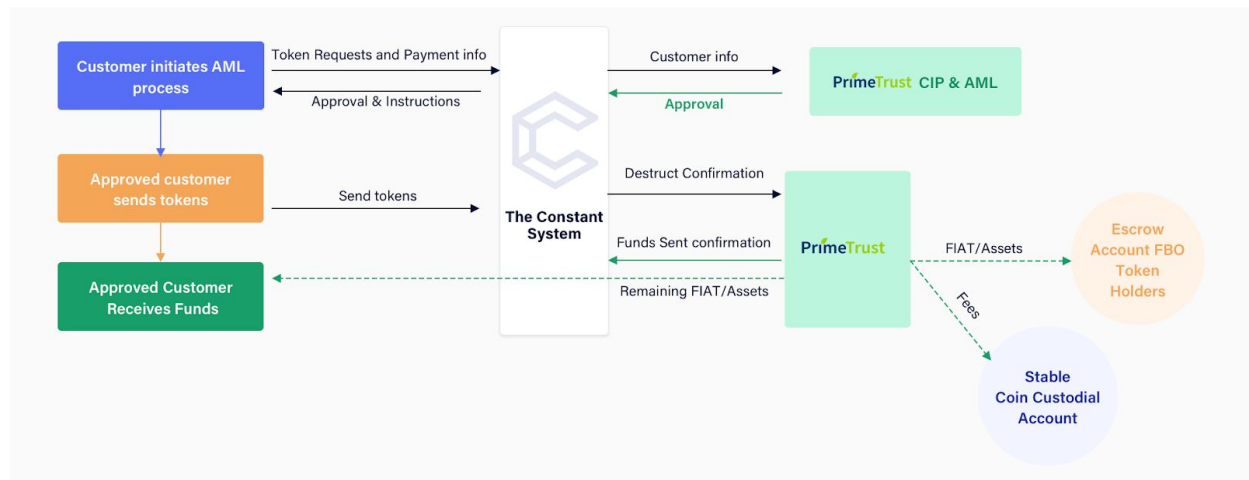 Customer initiates AML
process
Token Requests and Payment info
Approval & Instructions
Customer info
Approval
PrimeTrust CIP & AML
Approved customer
sends tokens
Send tokens
The Constant
System
Destruct Confirmation
Funds Sent confirmation
Remaining FIAT/Assets
PrimeTrust
FIAT/Assets
Fees
Escrow
Account FBO
Token
Holders
Approved Customer
Receives Funds
Stable
Coin Custodial
Account